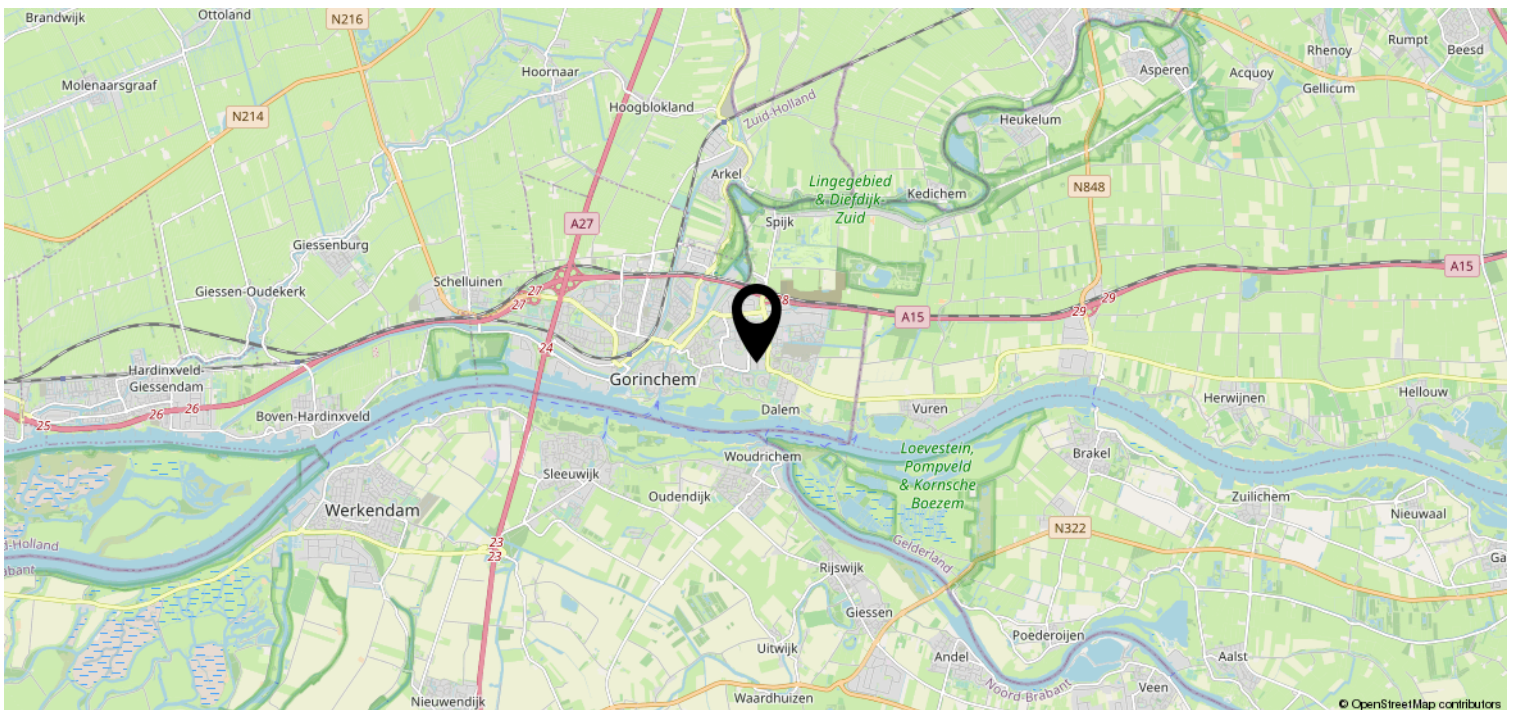 Brandwijk
Ottoland
N216
Rumpt
Rhenoy
Beesd
Molenaarsgraaf
Hoornaar
Asperen
Acquoy
Gellicum
Hoogblokland
N214
Zuid-Holland
Heukelum
Arkel
Lingegebied
& Diefdijk-
Zuid
Kedichem
N848
A27
Spijk
Giessenburg
Schelluinen
A15
Giessen-Oudekerk
27
27
29
29
A15
24
Hardinxveld-
Giessendam
Gorinchem
26
26
25
Boven-Hardinxveld
Dalem
Vuren
Herwijnen
Hellouw
Woudrichem
Loevestein,
Pompveld
& Kornsche
Boezem
Brakel
Sleeuwijk
Oudendijk
Zuilichem
Nieuwaal
Werkendam
N322
23
23
d-Holland
Gelderland
Ga
abant
Rijswijk
Giessen
Poederoijen
Uitwijk
Andel
Aalst
Noord-Brabant
Veen
Nieuwendijk
Waardhuizen
© OpenStreetMap contributors